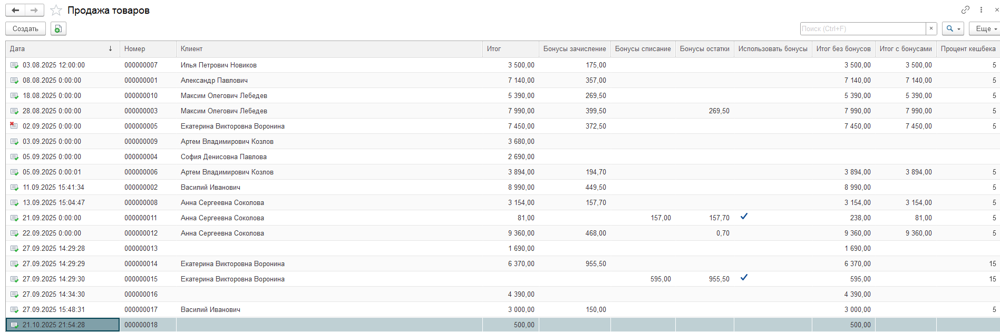 Продажа товаров
Создать Поиск (Ctrl+F) × Еще
Дата ↓ Номер Клиент Итог Бонусы зачисление Бонусы списание Бонусы остатки Использовать бонусы Итог без бонусов Итог с бонусами Процент кешбека
03.08.2025 12:00:00 000000007 Илья Петрович Новиков 3 500,00 175,00 3 500,00 3 500,00 5
08.08.2025 0:00:00 000000001 Александр Павлович 7 140,00 357,00 7 140,00 7 140,00 5
18.08.2025 0:00:00 000000010 Максим Олегович Лебедев 5 390,00 269,50 5 390,00 5 390,00 5
28.08.2025 0:00:00 000000003 Максим Олегович Лебедев 7 990,00 399,50 269,50 7 990,00 7 990,00 5
02.09.2025 0:00:00 000000005 Екатерина Викторовна Воронина 7 450,00 372,50 7 450,00 7 450,00 5
03.09.2025 0:00:00 000000009 Артем Владимирович Козлов 3 680,00
05.09.2025 0:00:00 000000004 София Денисовна Павлова 2 690,00
05.09.2025 0:00:01 000000006 Артем Владимирович Козлов 3 894,00 194,70 3 894,00 3 894,00 5
11.09.2025 15:41:34 000000002 Василий Иванович 8 990,00 449,50 8 990,00 5
13.09.2025 15:04:47 000000008 Анна Сергеевна Соколова 3 154,00 157,70 3 154,00 3 154,00 5
21.09.2025 0:00:00 000000011 Анна Сергеевна Соколова 81,00 157,00 157,70 238,00 81,00 5
22.09.2025 0:00:00 000000012 Анна Сергеевна Соколова 9 360,00 468,00 0,70 9 360,00 9 360,00 5
27.09.2025 14:29:28 000000013 1 690,00 1 690,00
27.09.2025 14:29:29 000000014 Екатерина Викторовна Воронина 6 370,00 955,50 6 370,00 15
27.09.2025 14:29:30 000000015 Екатерина Викторовна Воронина 595,00 955,50 595,00 15
27.09.2025 14:34:30 000000016 4 390,00 4 390,00
27.09.2025 15:48:31 000000017 Василий Иванович 3 000,00 150,00 3 000,00 5
21.10.2025 21:54:28 000000018 500,00 500,00